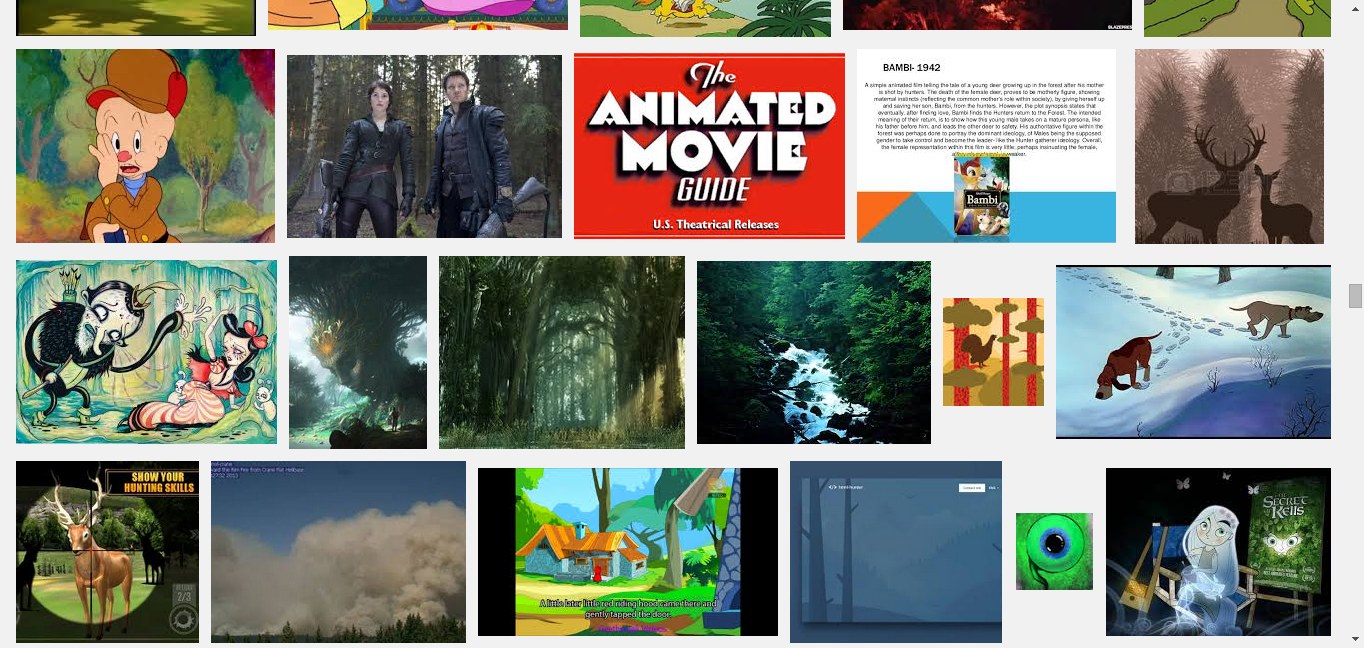 The
ANIMATED
MOVIE
GUIDE
U.S. Theatrical Releases
BAMBI- 1942
A simple animated film telling the tale of a young deer growing up in the forest after his mother
is shot by hunters. The death of the female deer, proves to be motherly figure, showing
maternal instincts (reflecting the common mother's role within society), by giving herself up
and saving her son, Bambi, from the hunters. However, the plot synopsis states that
eventually, after finding love, Bambi finds the Hunters return to the Forest. The intended
meaning of their return, is to show how this young male takes on a mature persona, like
his father before him, and leads the other deer to safety. His authoritative figure within the
forest was perhaps done to portray the dominant ideology, of Males being the supposed
gender to take control and become the leader- like the Hunter gatherer ideology. Overall,
the female representation within this film is very little; perhaps insinuating the female,
weaker.
Bambi
SHOW YOUR
HUNTING SKILLS
2/3
A little later little red riding hood came there and
gently tapped the door.
THE
SECRET
of KELLS